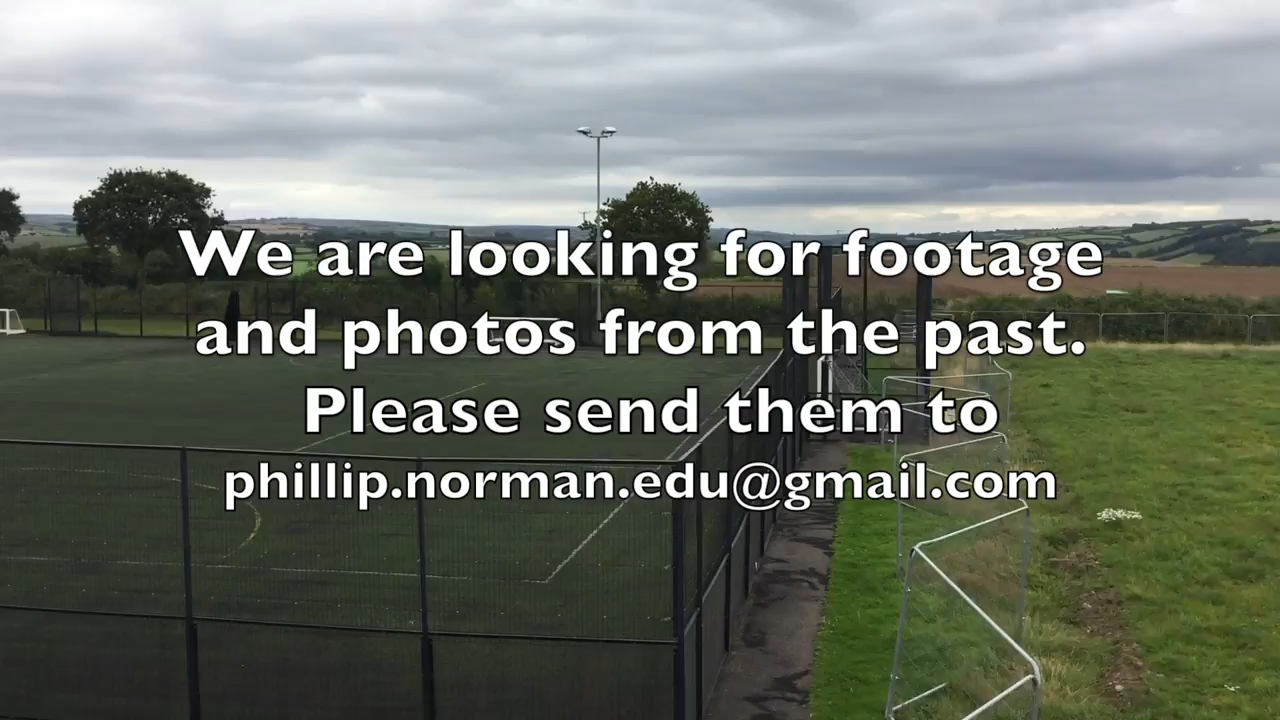 We are looking for footage
and photos from the past.
Please send them to
phillip.norman.edu@gmail.com